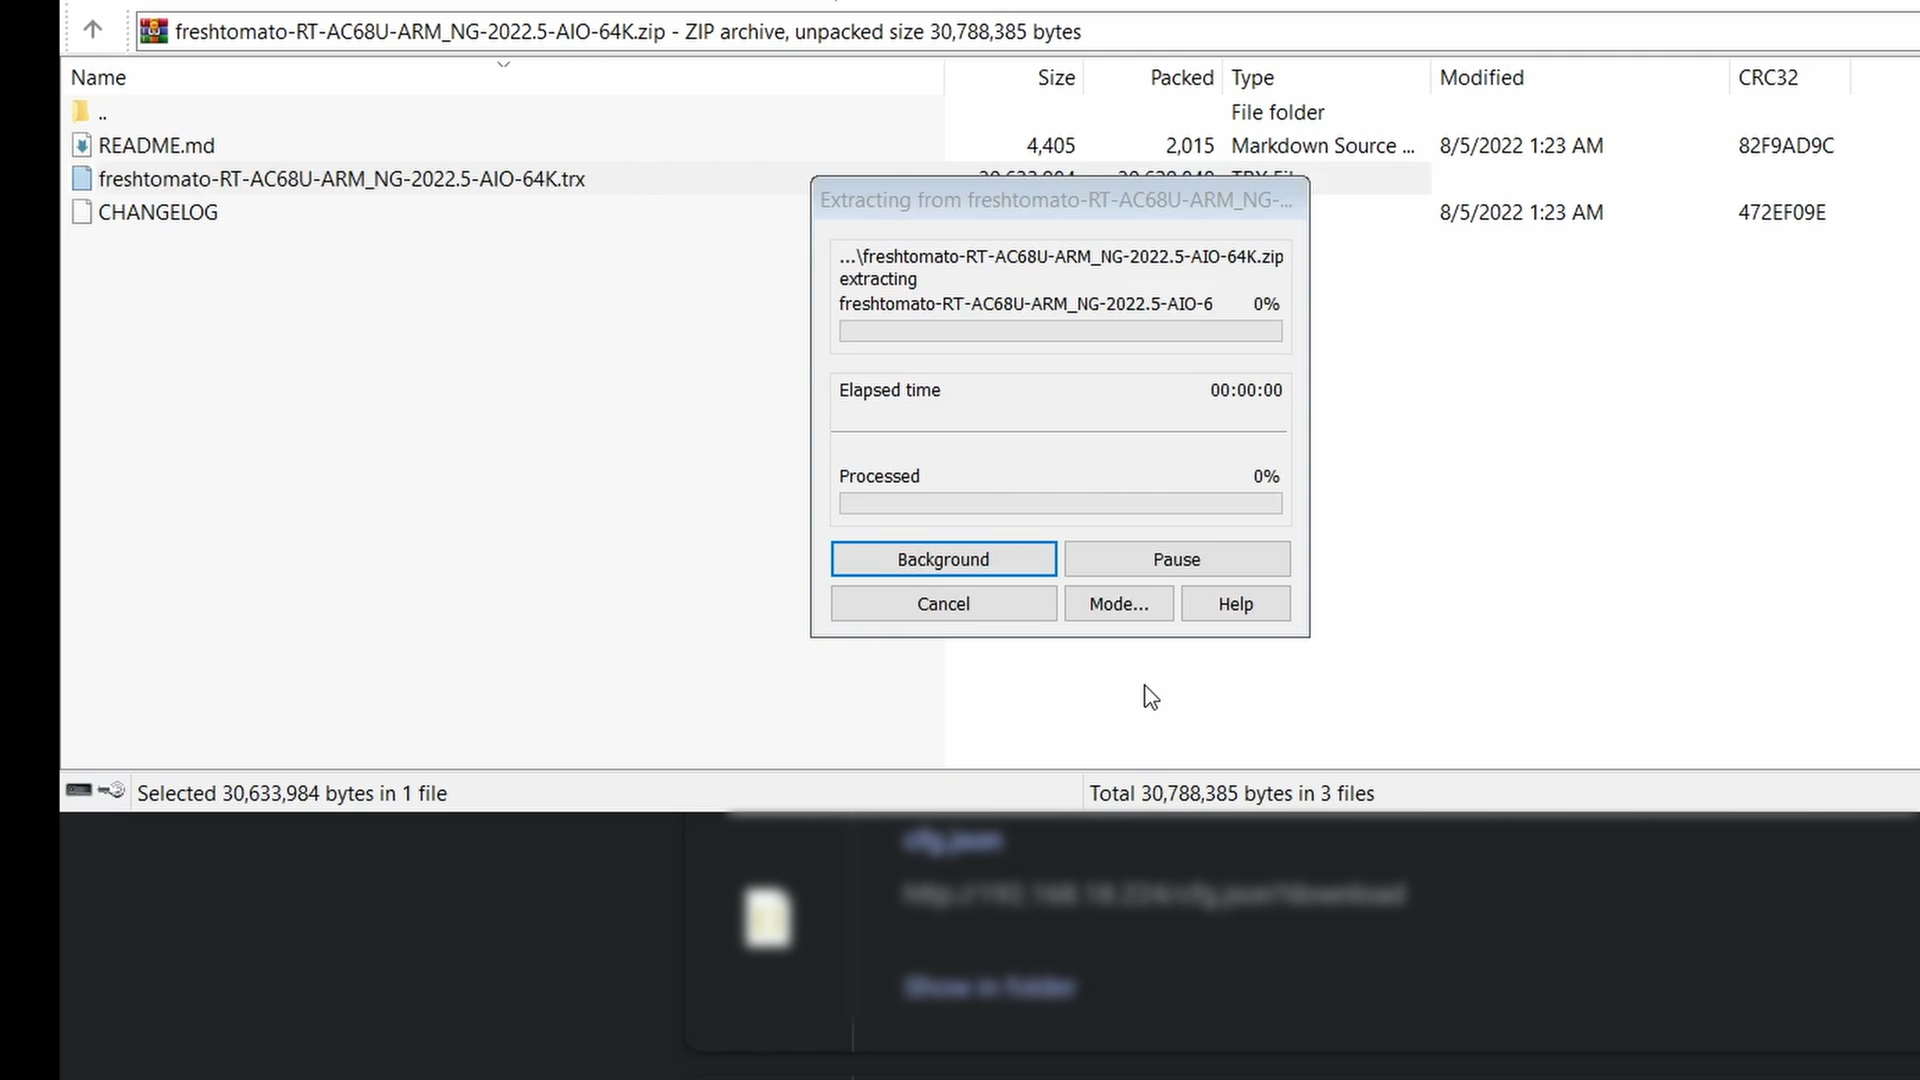 freshtomato-RT-AC68U-ARM_NG-2022.5-AIO-64K.zip - ZIP archive, unpacked size 30,788,385 bytes
Name Size Packed Type Modified CRC32
.. File folder
README.md 4,405 2,015 Markdown Source ... 8/5/2022 1:23 AM 82F9AD9C
freshtomato-RT-AC68U-ARM_NG-2022.5-AIO-64K.trx
CHANGELOG 8/5/2022 1:23 AM 472EF09E
Extracting from freshtomato-RT-AC68U-ARM_NG-...
...\freshtomato-RT-AC68U-ARM_NG-2022.5-AIO-64K.zip
extracting
freshtomato-RT-AC68U-ARM_NG-2022.5-AIO-6 0%
Elapsed time 00:00:00
Processed 0%
Background Pause
Cancel Mode... Help
Selected 30,633,984 bytes in 1 file Total 30,788,385 bytes in 3 files
cfg.json
Show in folder